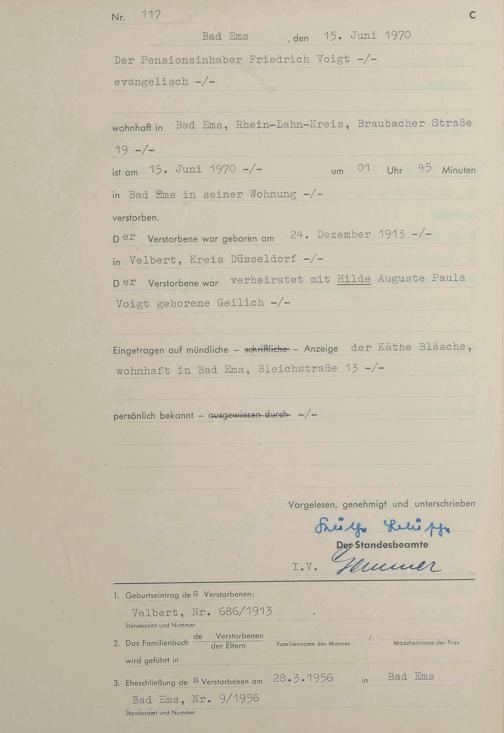 Nr. 117 C
Bad Ems , den 15. Juni 1970
Der Pensionsinhaber Friedrich Voigt -/-
evangelisch -/-
wohnhaft in Bad Ems, Rhein-Lahn-Kreis, Braubacher Straße
19 -/-
ist am 15. Juni 1970 -/- um 01 Uhr 45 Minuten
in Bad Ems in seiner Wohnung -/-
verstorben.
Der Verstorbene war geboren am 24. Dezember 1913 -/-
in Velbert, Kreis Düsseldorf -/-
Der Verstorbene war verheiratet mit Hilde Auguste Paula
Voigt geborene Geilich -/-
Eingetragen auf mündliche – schriftliche – Anzeige der Käthe Bläsche,
wohnhaft in Bad Ems, Bleichstraße 13 -/-
persönlich bekannt – ausgewiesen durch -/-
Vorgelesen, genehmigt und unterschrieben
Der Standesbeamte
I.V.
1. Geburtseintrag des Verstorbenen:
Velbert, Nr. 686/1913
Standesamt und Nummer
2. Das Familienbuch de Verstorbenen / der Eltern Familienname des Mannes / Mädchenname der Frau
wird geführt in
3. Eheschließung des Verstorbenen am 28.3.1956 in Bad Ems
Bad Ems, Nr. 9/1956
Standesamt und Nummer